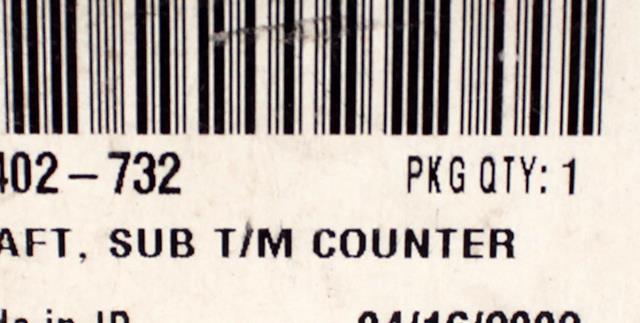 402-732 PKG QTY: 1
AFT, SUB T/M COUNTER